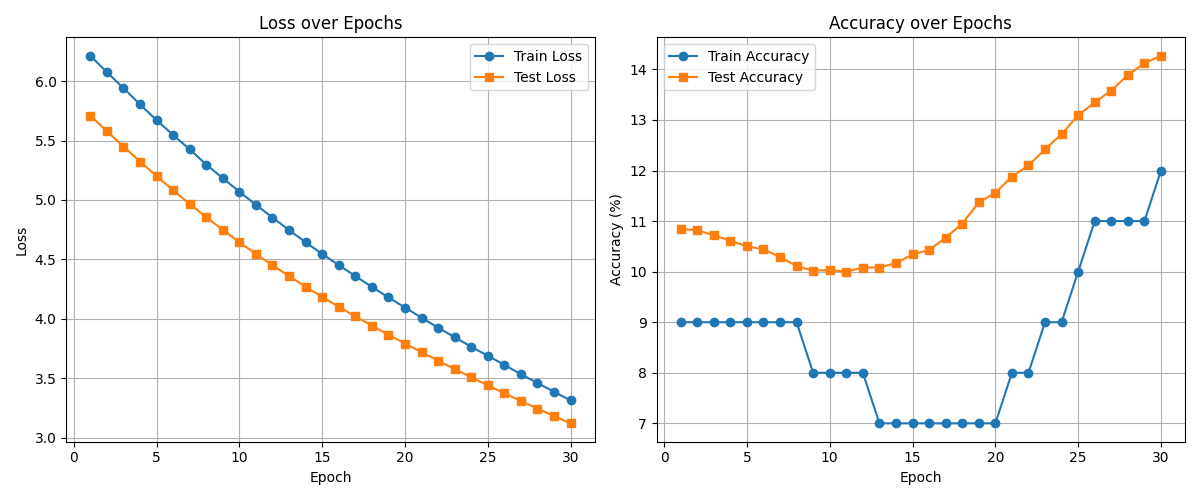 Loss over Epochs
Train Loss
Test Loss
6.0
5.5
5.0
4.5
4.0
3.5
3.0
Loss
0
5
10
15
20
25
30
Epoch
Accuracy over Epochs
Train Accuracy
Test Accuracy
14
13
12
11
10
9
8
7
Accuracy (%)
0
5
10
15
20
25
30
Epoch